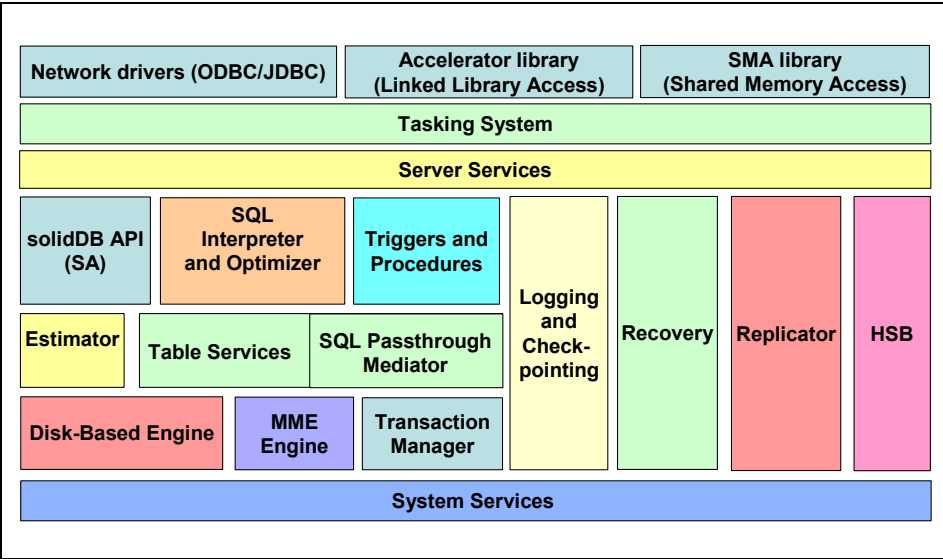 Network drivers (ODBC/JDBC)
Accelerator library
(Linked Library Access)
SMA library
(Shared Memory Access)
Tasking System
Server Services
solidDB API
(SA)
SQL
Interpreter
and Optimizer
Triggers and
Procedures
Logging
and
Check-
pointing
Recovery
Replicator
HSB
Estimator
Table Services
SQL Passthrough
Mediator
Disk-Based Engine
MME
Engine
Transaction
Manager
System Services